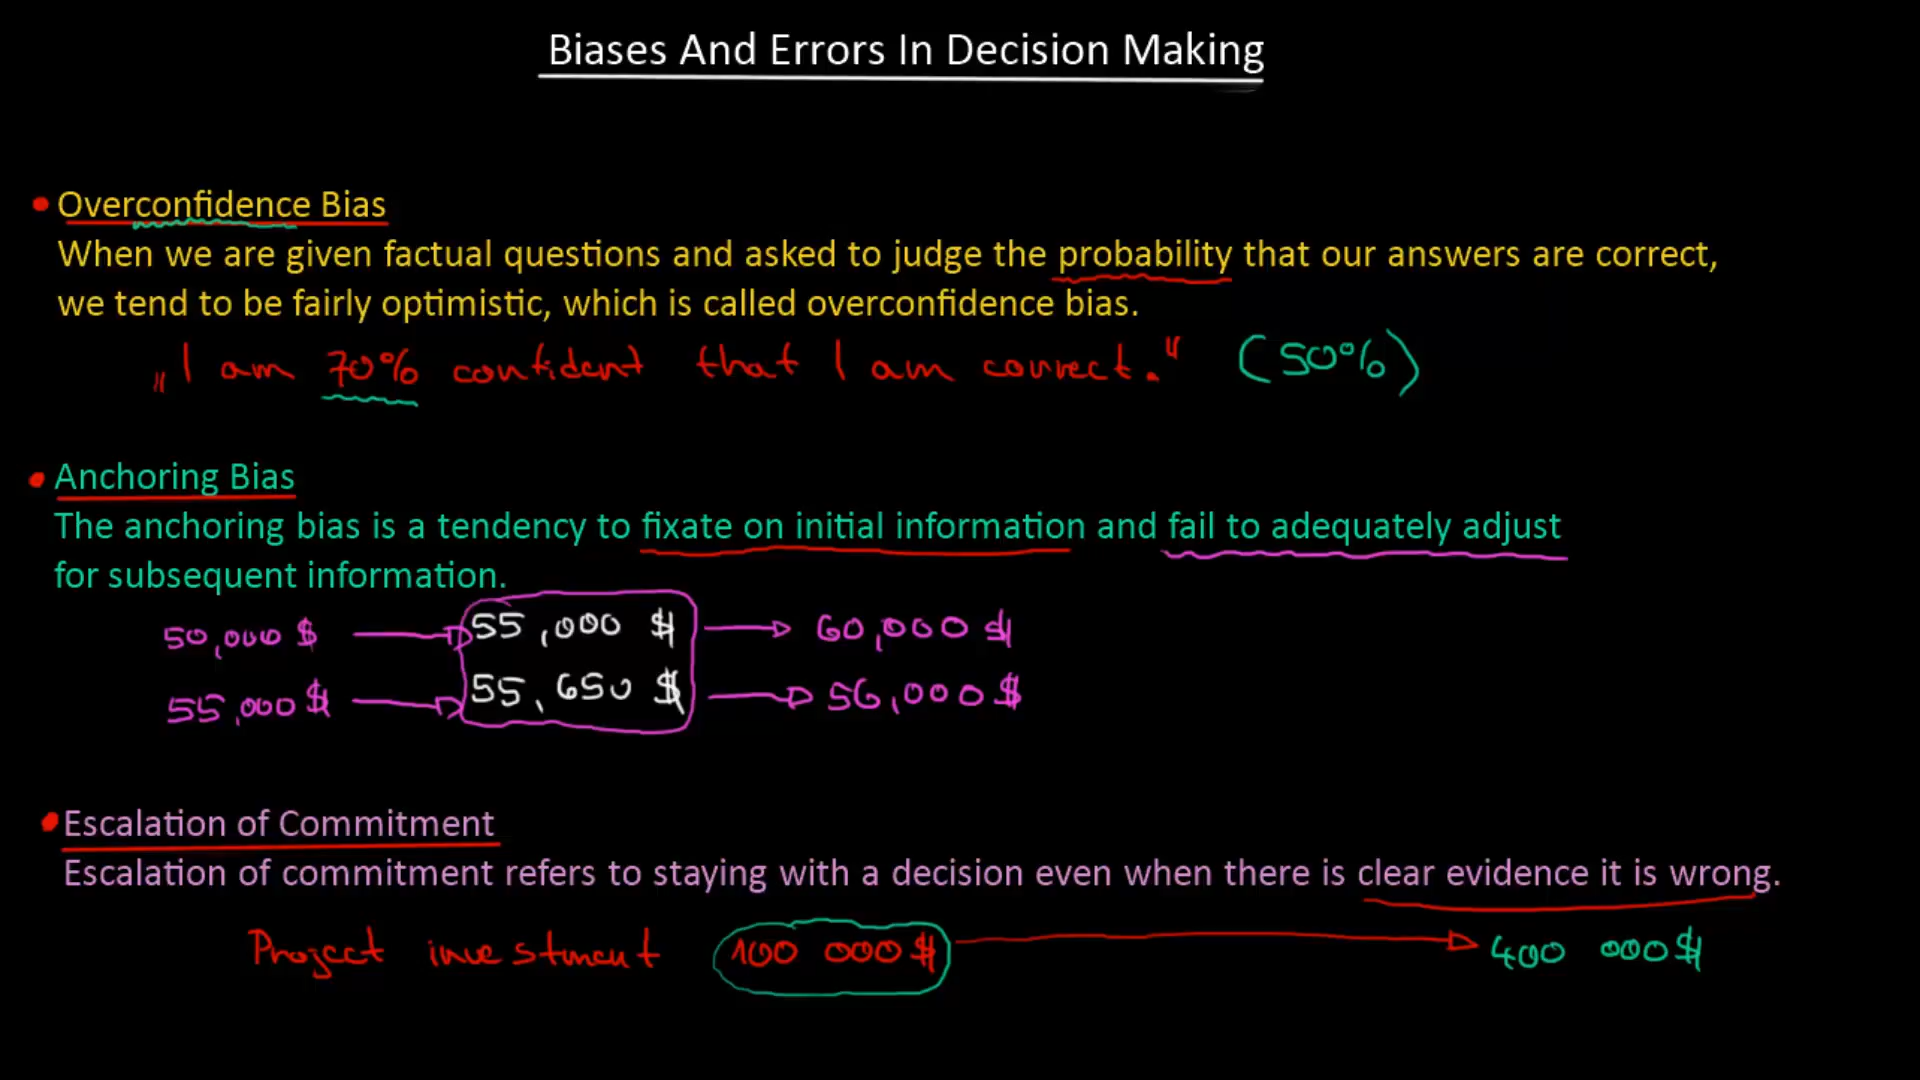 Biases And Errors In Decision Making
Overconfidence Bias
When we are given factual questions and asked to judge the probability that our answers are correct,
we tend to be fairly optimistic, which is called overconfidence bias.
„I am 70% confident that I am correct." (50%)
Anchoring Bias
The anchoring bias is a tendency to fixate on initial information and fail to adequately adjust
for subsequent information.
50,000 $ 55,000 $ 60,000 $
55,000 $ 55,650 $ 56,000 $
Escalation of Commitment
Escalation of commitment refers to staying with a decision even when there is clear evidence it is wrong.
Project investment 100 000 $ 400 000 $